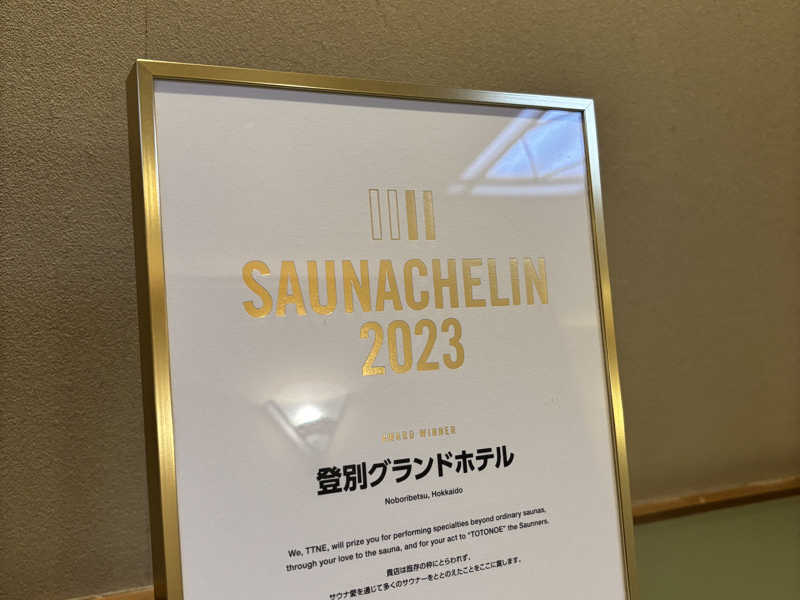 SAUNACHELIN
2023
AWARD WINNER
登別グランドホテル
Noboribetsu, Hokkaido
We, TTNE, will prize you for performing specialties beyond ordinary saunas,
through your love to the sauna, and for your act to "TOTONOE" the Saunners.
貴店は既存の枠にとらわれず、
サウナ愛を通じて多くのサウナーをととのえたことをここに賞します。